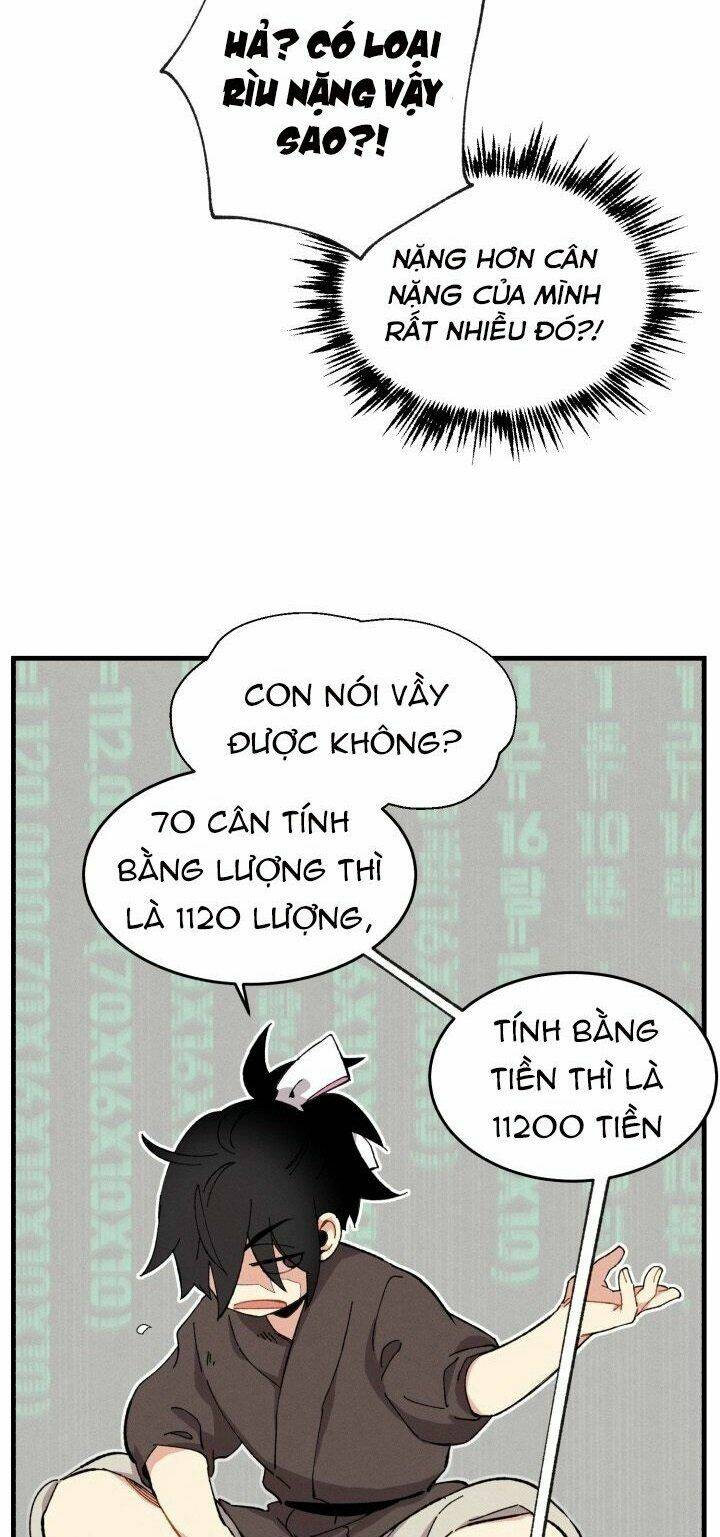 HẢ? CÓ LOẠI
RÌU NẶNG VẬY
SAO?!
NẶNG HƠN CÂN
NẶNG CỦA MÌNH
RẤT NHIỀU ĐÓ?!
CON NÓI VẦY
ĐƯỢC KHÔNG?
70 CÂN TÍNH
BẰNG LƯỢNG THÌ
LÀ 1120 LƯỢNG,
TÍNH BẰNG
TIỀN THÌ LÀ
11200 TIỀN